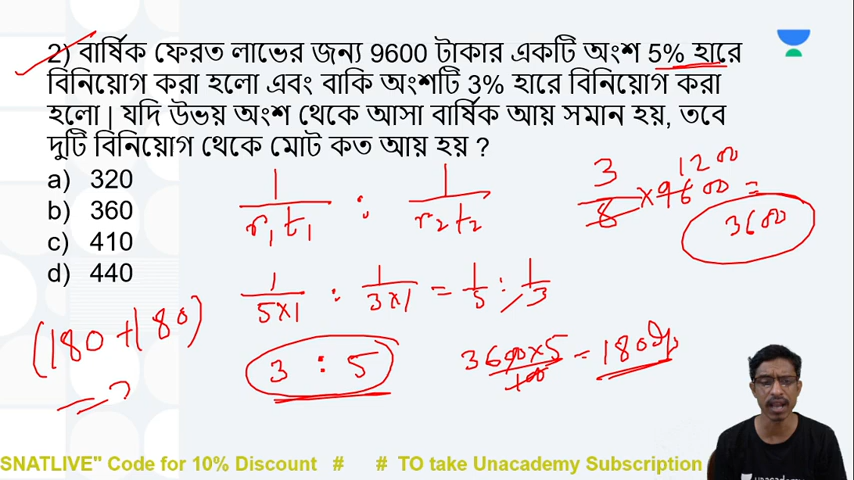 2) বার্ষিক ফেরত লাভের জন্য 9600 টাকার একটি অংশ 5% হারে
বিনিয়োগ করা হলো এবং বাকি অংশটি 3% হারে বিনিয়োগ করা
হলো | যদি উভয় অংশ থেকে আসা বার্ষিক আয় সমান হয়, তবে
দুটি বিনিয়োগ থেকে মোট কত আয় হয় ?
a) 320
b) 360
c) 410
d) 440
1/r₁t₁ : 1/r₂t₂
3/8 × 9600 =
1200
3600
1/5×1 : 1/3×1 = 1/5 : 1/3
3 : 5
3600×5/100 = 180
(180+180)
=
SNATLIVE" Code for 10% Discount # # TO take Unacademy Subscription
unacademy